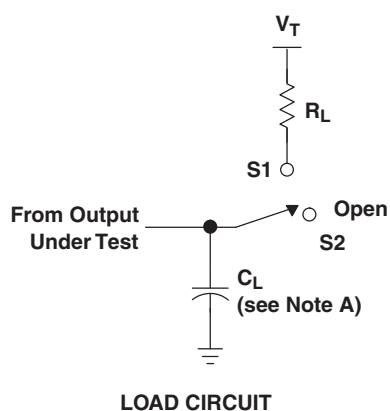 V_T
R_L
S1
From Output
Under Test
Open
S2
C_L
(see Note A)
LOAD CIRCUIT